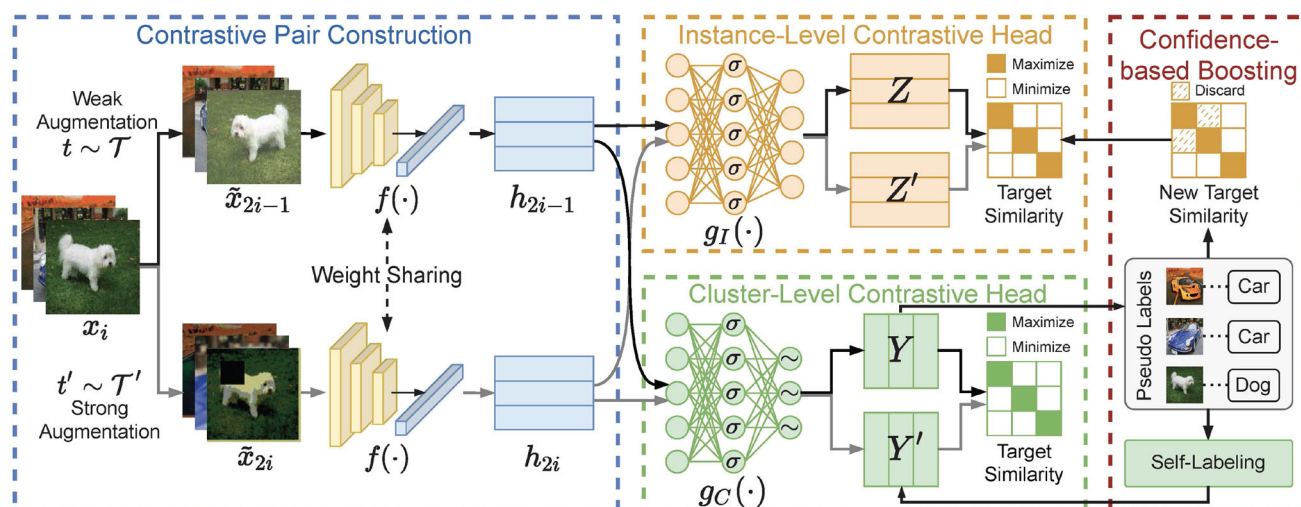 Contrastive Pair Construction
Weak
Augmentation
t ∼ 𝒯
x̃₂ᵢ₋₁
f(·)
h₂ᵢ₋₁
Weight Sharing
xᵢ
t′ ∼ 𝒯′
Strong
Augmentation
x̃₂ᵢ
f(·)
h₂ᵢ
Instance-Level Contrastive Head
σ
σ
σ
σ
σ
g_I(·)
Z
Z′
Maximize
Minimize
Target
Similarity
Cluster-Level Contrastive Head
σ
σ
σ
σ
σ
∼
∼
∼
g_C(·)
Y
Y′
Maximize
Minimize
Target
Similarity
Confidence-
based Boosting
Discard
New Target
Similarity
Pseudo Labels
Car
Car
Dog
Self-Labeling